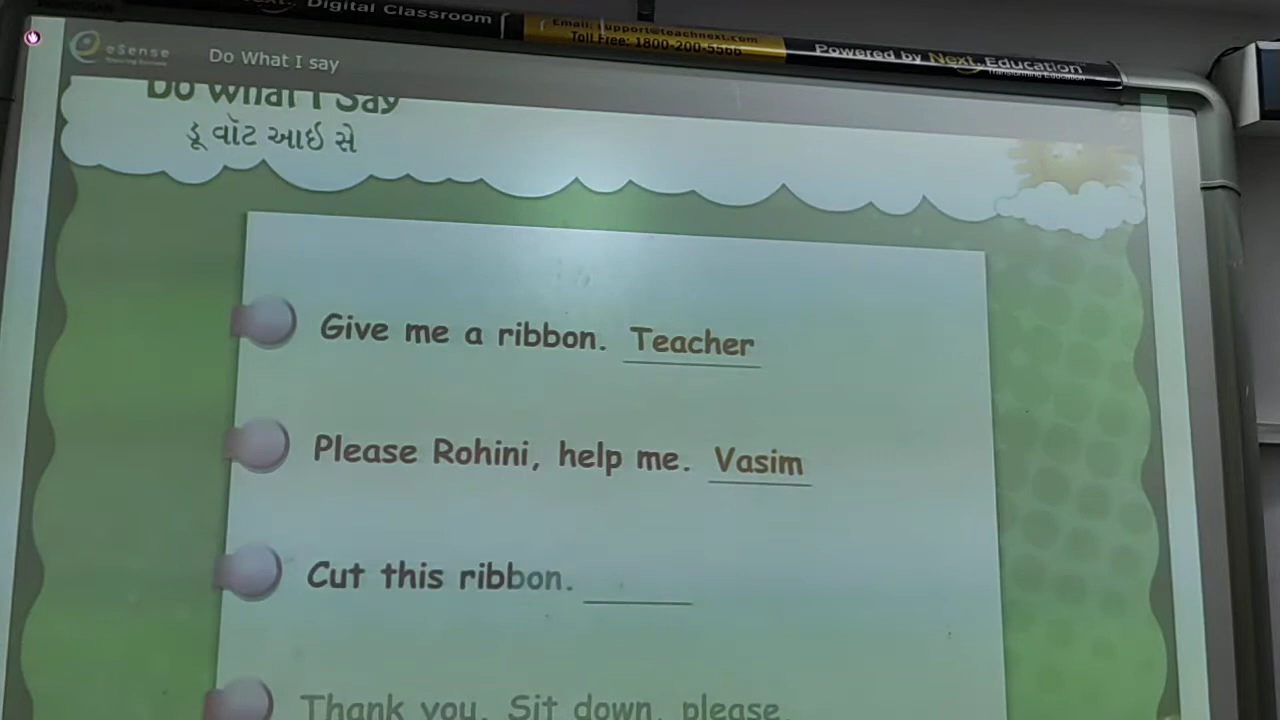 Digital Classroom
Email: support@teachnext.com
Toll Free: 1800-200-5566
Powered by Next Education
Transforming Education
eSense
Do What I say
Do What I Say
ડૂ વૉટ આઈ સે
Give me a ribbon. Teacher
Please Rohini, help me. Vasim
Cut this ribbon. ______
Thank you. Sit down, please.